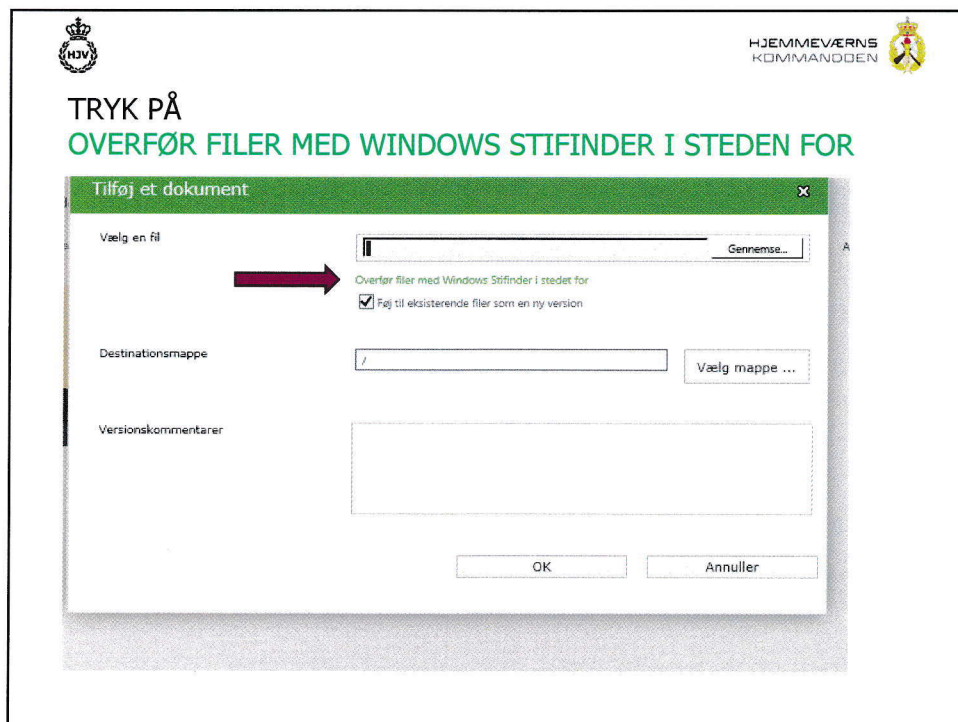 HJV
HJEMMEVÆRNS
KOMMANDOEN
TRYK PÅ
OVERFØR FILER MED WINDOWS STIFINDER I STEDEN FOR
Tilføj et dokument
Vælg en fil
Gennemse...
A
Overfør filer med Windows Stifinder i stedet for
Føj til eksisterende filer som en ny version
Destinationsmappe
/
Vælg mappe ...
Versionskommentarer
OK
Annuller